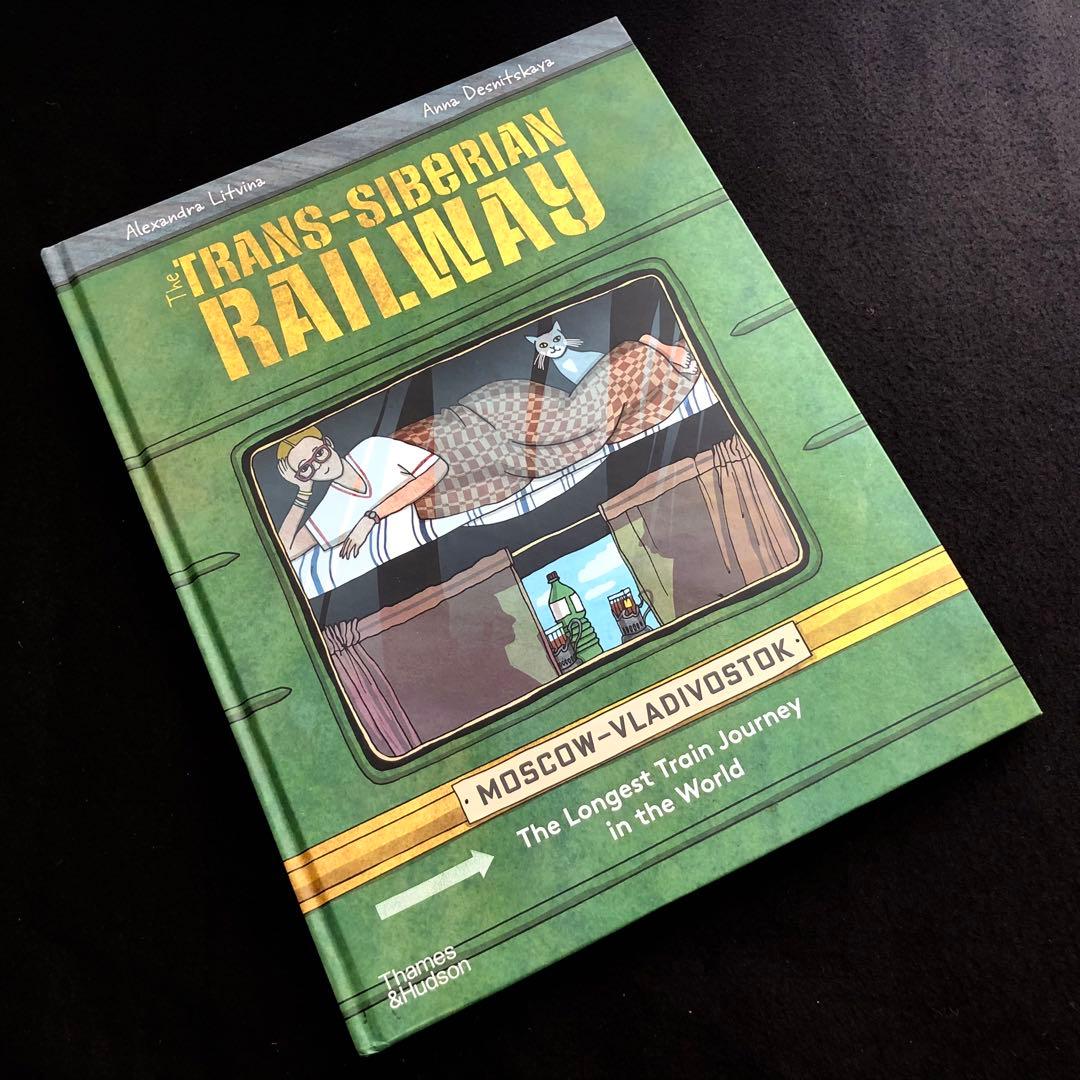 Alexandra Litvina
Anna Desnitskaya
The
TRANS-SIBERIAN
RAILWAY
MOSCOW-VLADIVOSTOK
The Longest Train Journey
in the World
Thames
&Hudson